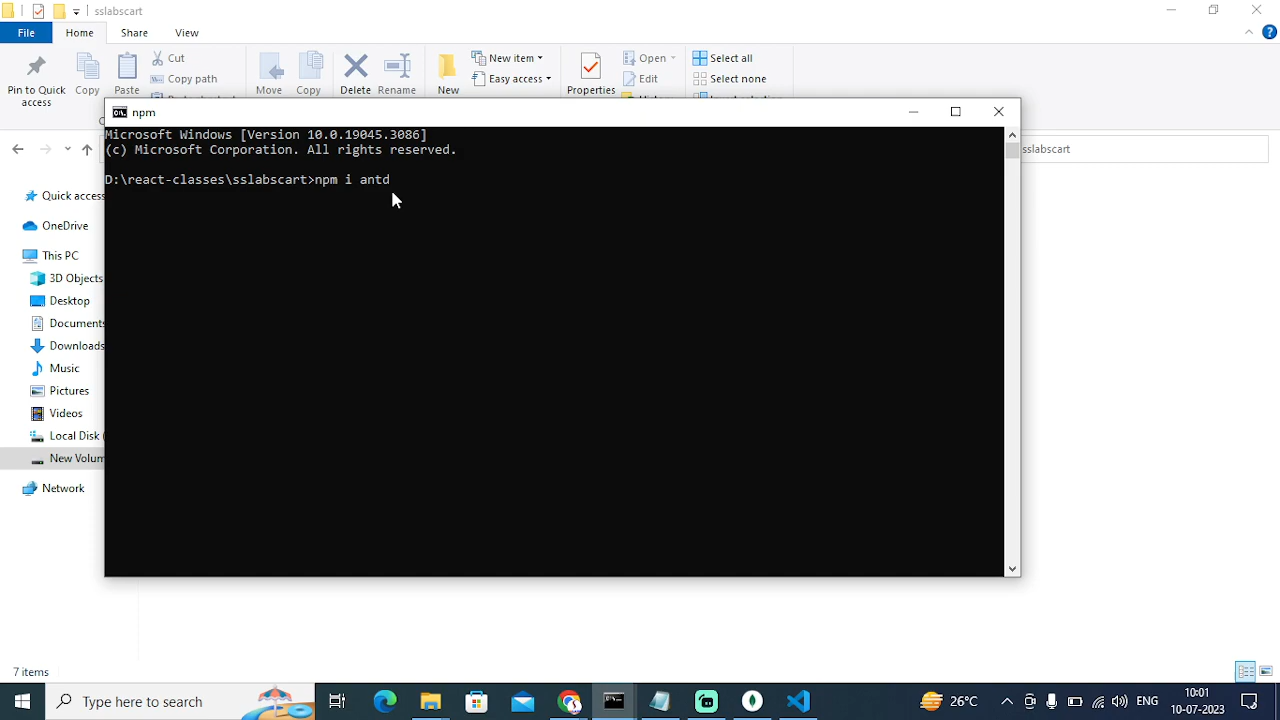 sslabscart
File Home Share View
Pin to Quick access
Copy
Paste
Cut
Copy path
Move
Copy
Delete
Rename
New
New item
Easy access
Properties
Open
Edit
Select all
Select none
npm
sslabscart
Microsoft Windows [Version 10.0.19045.3086]
(c) Microsoft Corporation. All rights reserved.
D:\react-classes\sslabscart>npm i antd
Quick access
OneDrive
This PC
3D Objects
Desktop
Documents
Downloads
Music
Pictures
Videos
Local Disk (
New Volum
Network
7 items
Type here to search
26°C
ENG
10:01
10-07-2023